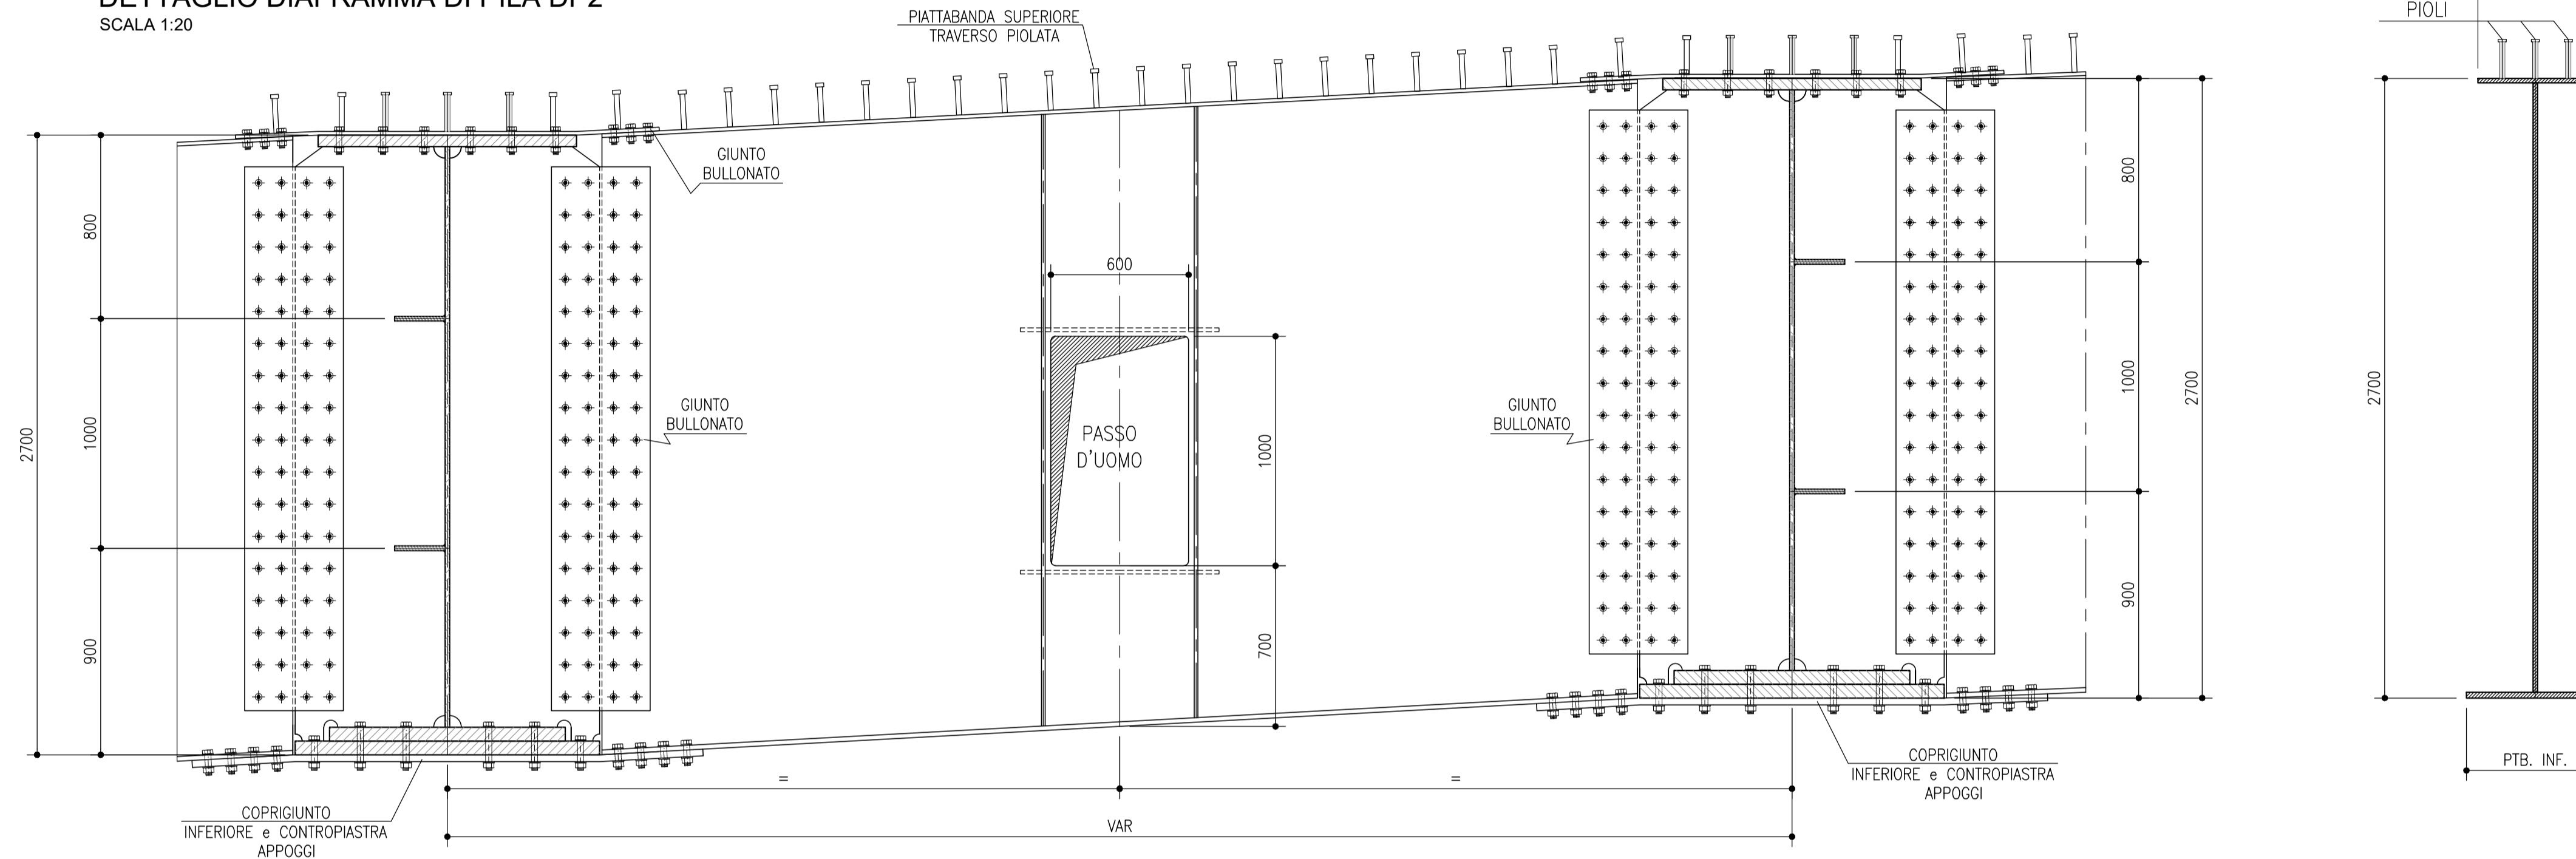 DETTAGLIO DIAFRAMMA DI PILA DP2
SCALA 1:20
PIATTABANDA SUPERIORE
TRAVERSO PIOLATA
PIOLI
GIUNTO
BULLONATO
800
1000
900
2700
GIUNTO
BULLONATO
600
PASSO
D'UOMO
1000
700
GIUNTO
BULLONATO
800
1000
900
2700
2700
COPRIGIUNTO
INFERIORE e CONTROPIASTRA
APPOGGI
=
=
VAR
COPRIGIUNTO
INFERIORE e CONTROPIASTRA
APPOGGI
PTB. INF.